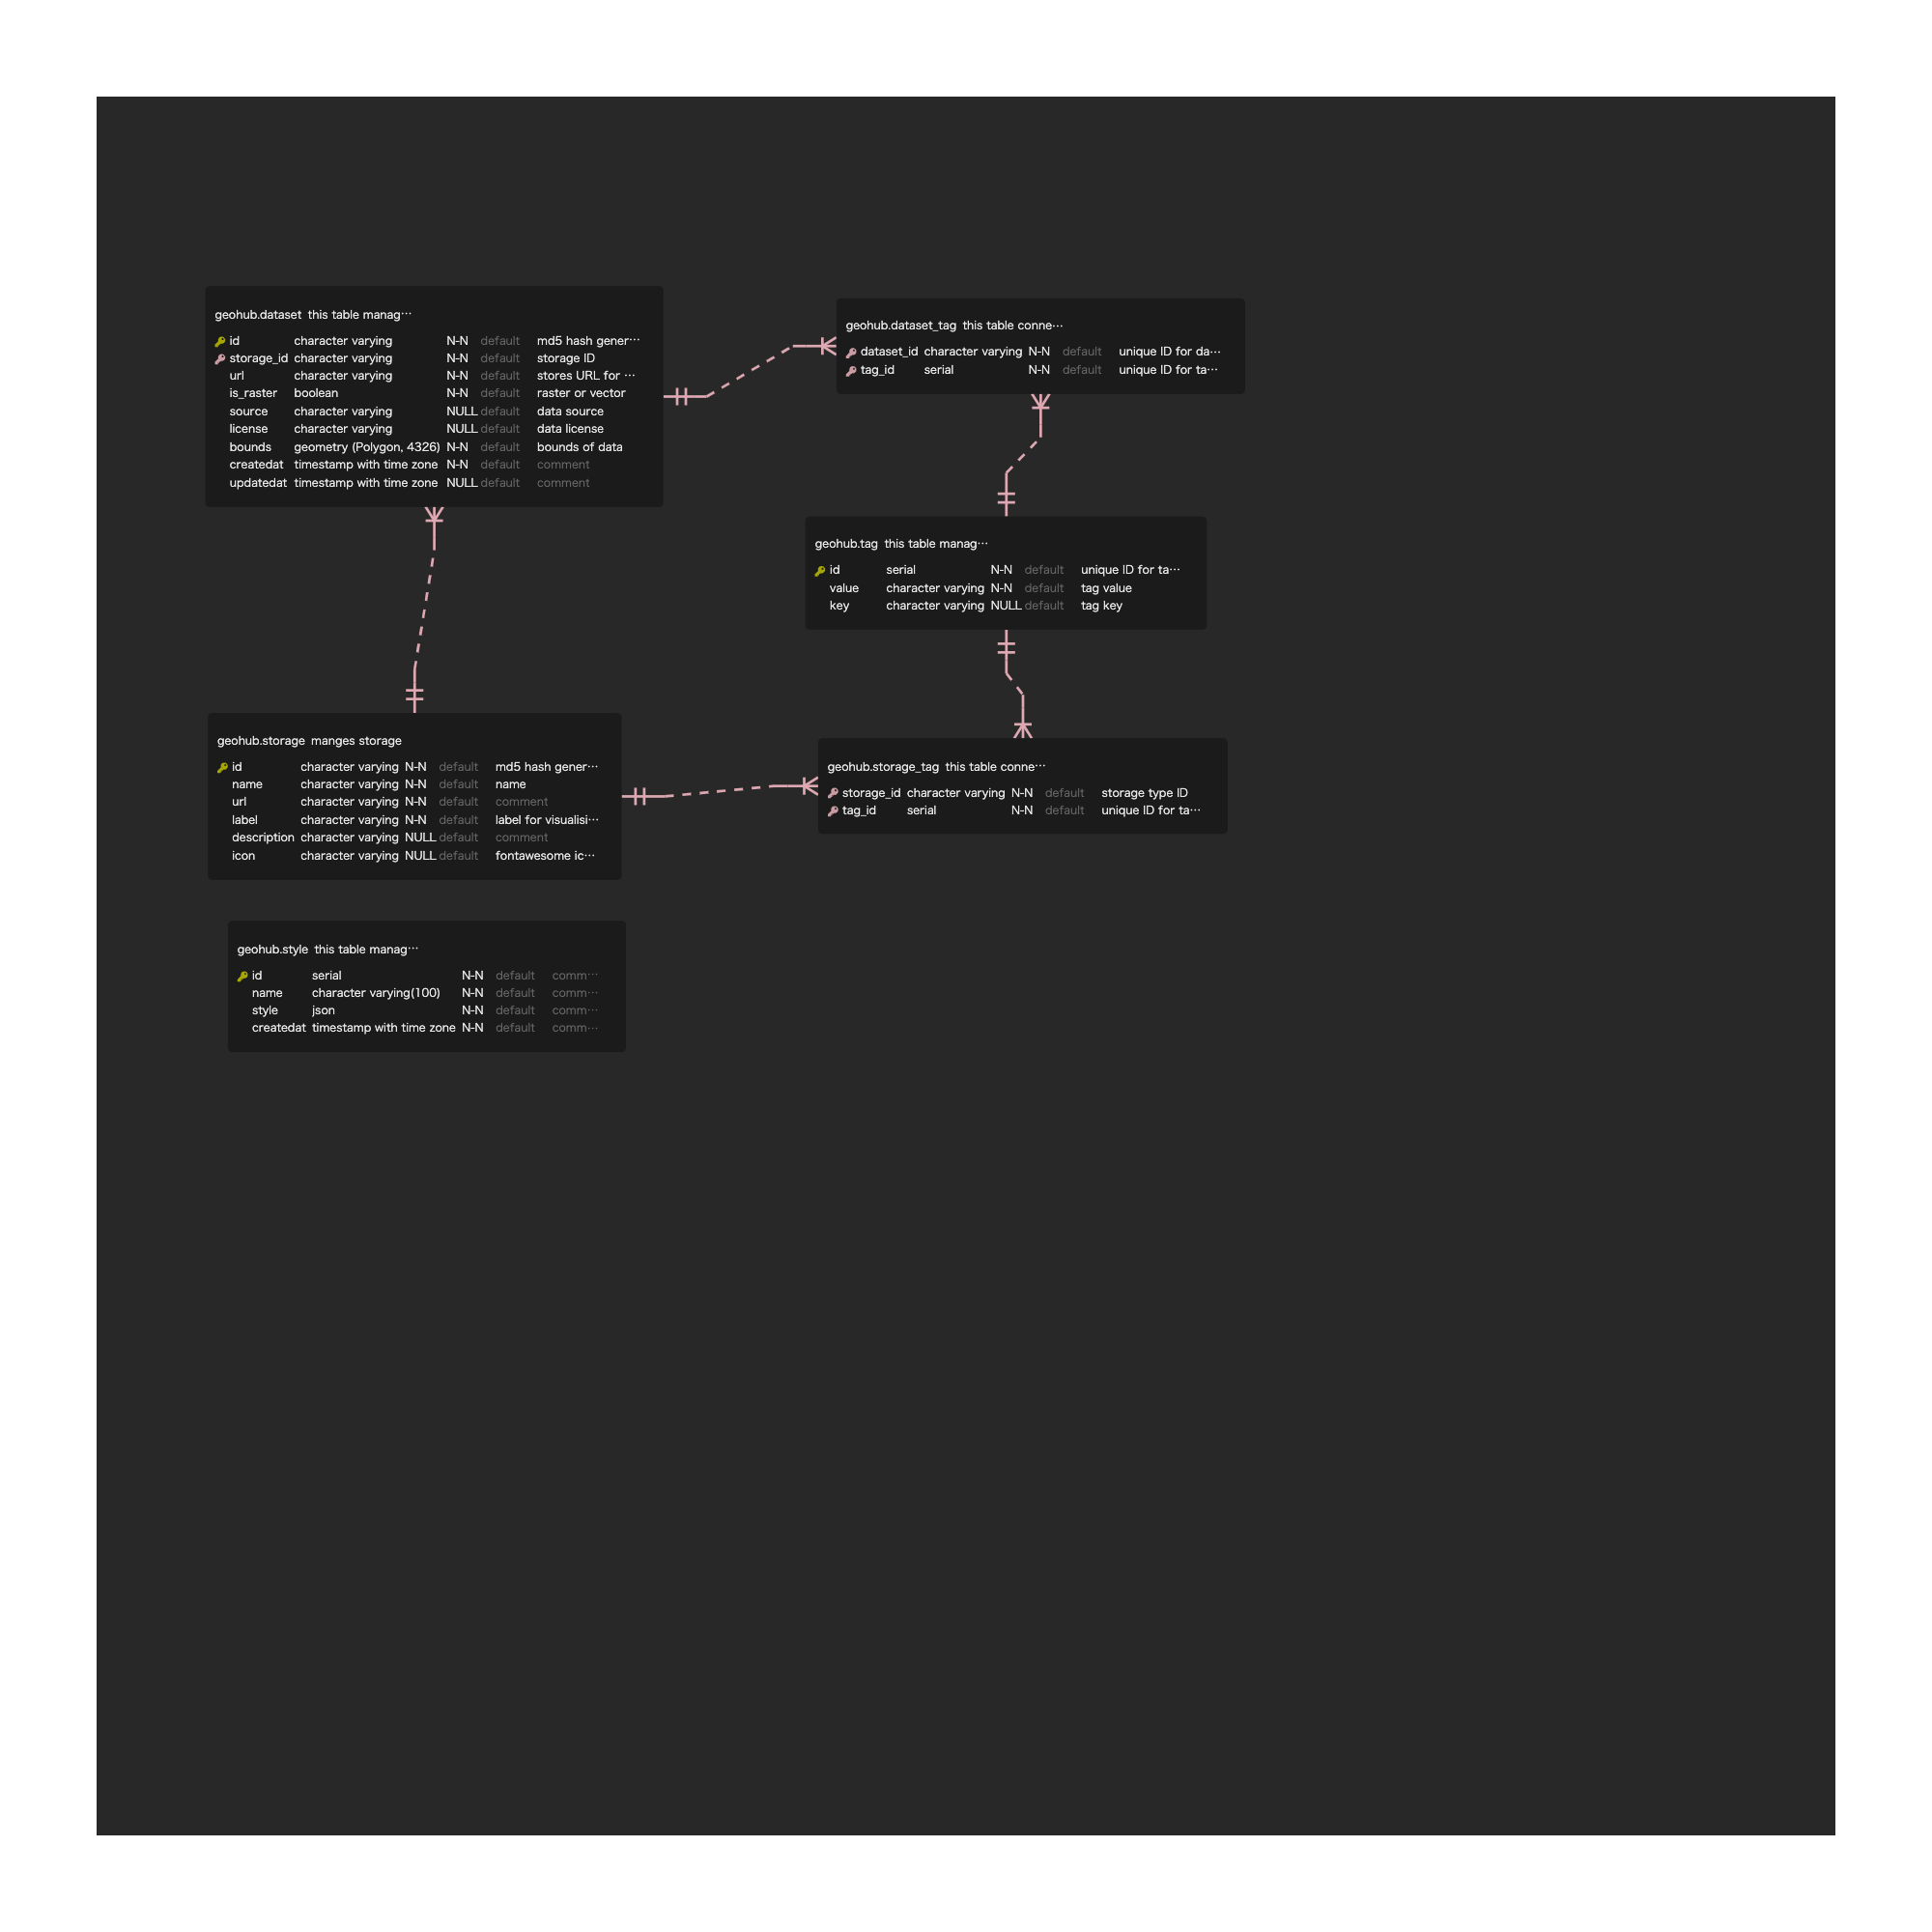 geohub.dataset this table manag…
id character varying N-N default md5 hash gener…
storage_id character varying N-N default storage ID
url character varying N-N default stores URL for …
is_raster boolean N-N default raster or vector
source character varying NULL default data source
license character varying NULL default data license
bounds geometry (Polygon, 4326) N-N default bounds of data
createdat timestamp with time zone N-N default comment
updatedat timestamp with time zone NULL default comment
geohub.dataset_tag this table conne…
dataset_id character varying N-N default unique ID for da…
tag_id serial N-N default unique ID for ta…
geohub.tag this table manag…
id serial N-N default unique ID for ta…
value character varying N-N default tag value
key character varying NULL default tag key
geohub.storage manges storage
id character varying N-N default md5 hash gener…
name character varying N-N default name
url character varying N-N default comment
label character varying N-N default label for visualisi…
description character varying NULL default comment
icon character varying NULL default fontawesome ic…
geohub.storage_tag this table conne…
storage_id character varying N-N default storage type ID
tag_id serial N-N default unique ID for ta…
geohub.style this table manag…
id serial N-N default comm…
name character varying(100) N-N default comm…
style json N-N default comm…
createdat timestamp with time zone N-N default comm…